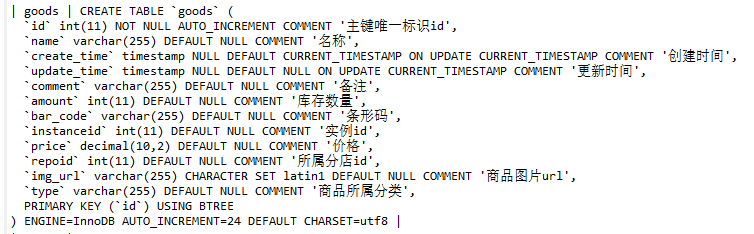 | goods | CREATE TABLE `goods` (
`id` int(11) NOT NULL AUTO_INCREMENT COMMENT '主键唯一标识id',
`name` varchar(255) DEFAULT NULL COMMENT '名称',
`create_time` timestamp NULL DEFAULT CURRENT_TIMESTAMP ON UPDATE CURRENT_TIMESTAMP COMMENT '创建时间',
`update_time` timestamp NULL DEFAULT NULL ON UPDATE CURRENT_TIMESTAMP COMMENT '更新时间',
`comment` varchar(255) DEFAULT NULL COMMENT '备注',
`amount` int(11) DEFAULT NULL COMMENT '库存数量',
`bar_code` varchar(255) DEFAULT NULL COMMENT '条形码',
`instanceid` int(11) DEFAULT NULL COMMENT '实例id',
`price` decimal(10,2) DEFAULT NULL COMMENT '价格',
`repoid` int(11) DEFAULT NULL COMMENT '所属分店id',
`img_url` varchar(255) CHARACTER SET latin1 DEFAULT NULL COMMENT '商品图片url',
`type` varchar(255) DEFAULT NULL COMMENT '商品所属分类',
PRIMARY KEY (`id`) USING BTREE
) ENGINE=InnoDB AUTO_INCREMENT=24 DEFAULT CHARSET=utf8 |